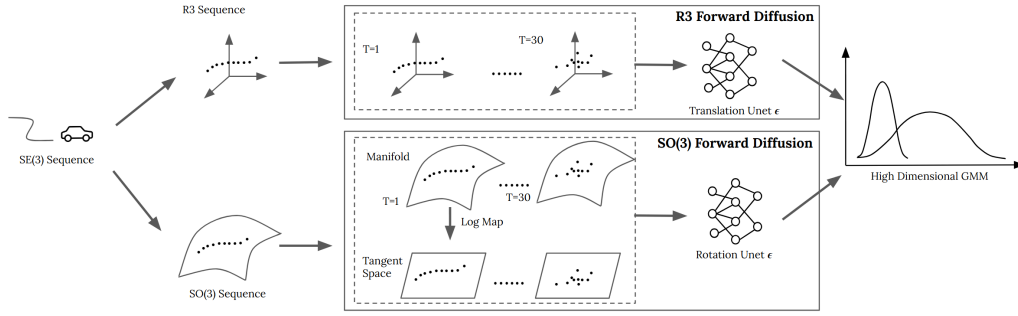 R3 Sequence
SE(3) Sequence
SO(3) Sequence
R3 Forward Diffusion
T=1
T=30
Translation Unet ϵ
SO(3) Forward Diffusion
Manifold
T=1
T=30
Log Map
Tangent
Space
Rotation Unet ϵ
High Dimensional GMM